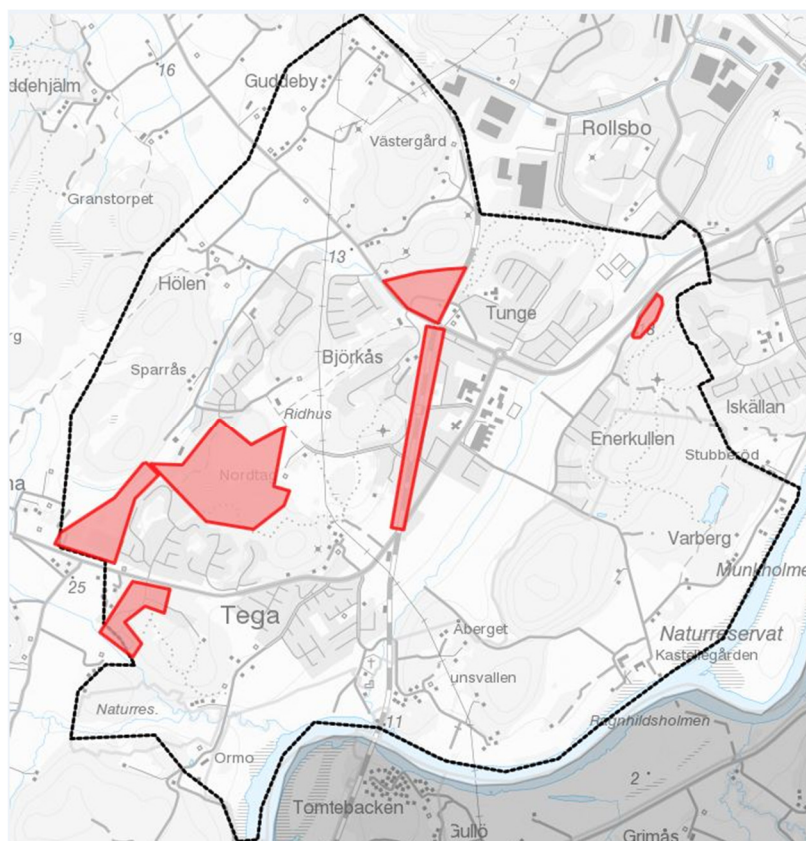 16
Guddeby
ddehjälm
Västergård
Rollsbo
Granstorpet
13
Hölen
Tunge
Björkås
Sparrås
Ridhus
Iskällan
Enerkullen
Stubberöd
Nordtag
na
Varberg
Munkholme
25
Tega
Åberget
Naturreservat
Kastellegården
unsvallen
Naturres.
11
Ragnhildsholmen
Ormo
2
Tomtebacken
Gullö
Grimås